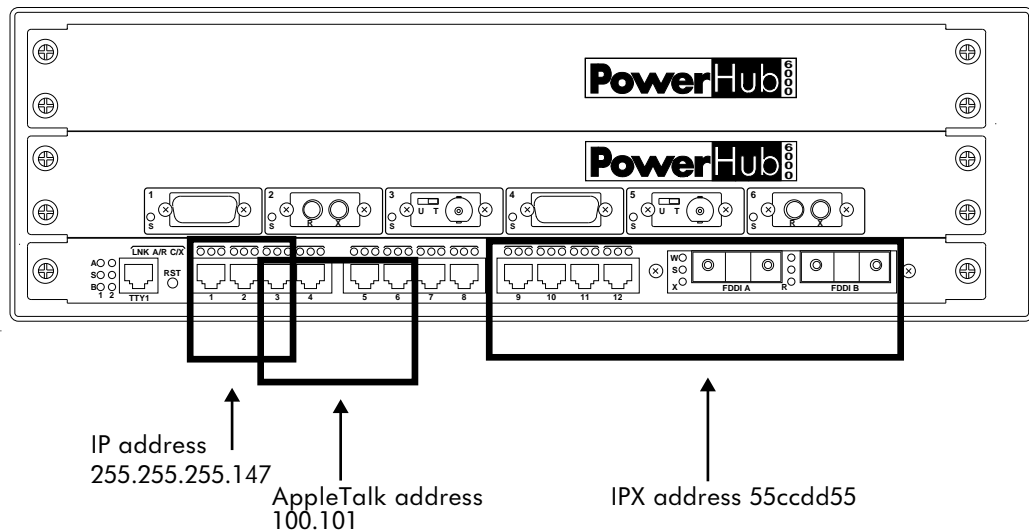 PowerHub 6000
PowerHub 6000
1 2 3 4 5 6
S R X S U T S S U T S R X
LNK A/R C/X
A
S
B
1 2
TTY1
RST
1 2 3 4 5 6 7 8 9 10 11 12
W
S
X
FDDI A
R
FDDI B
IP address
255.255.255.147
AppleTalk address
100.101
IPX address 55ccdd55